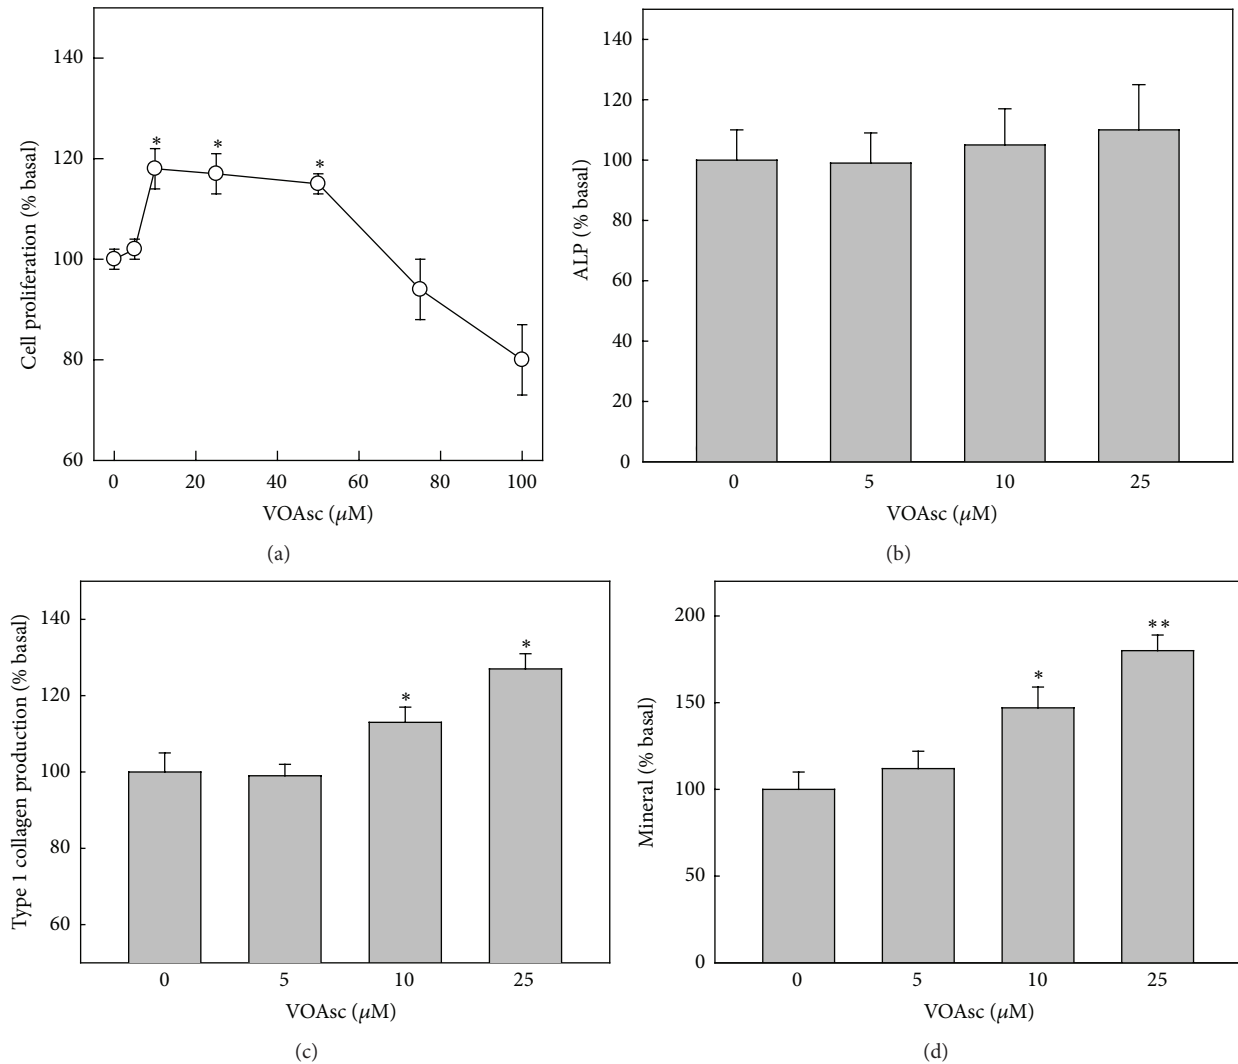 140
120
100
80
60
Cell proliferation (% basal)
* * *
0 20 40 60 80 100
VOAsc (μM)
(a)
140
120
100
80
60
40
20
0
ALP (% basal)
0 5 10 25
VOAsc (μM)
(b)
140
120
100
80
60
Type 1 collagen production (% basal)
* *
0 5 10 25
VOAsc (μM)
(c)
200
150
100
50
0
Mineral (% basal)
* **
0 5 10 25
VOAsc (μM)
(d)